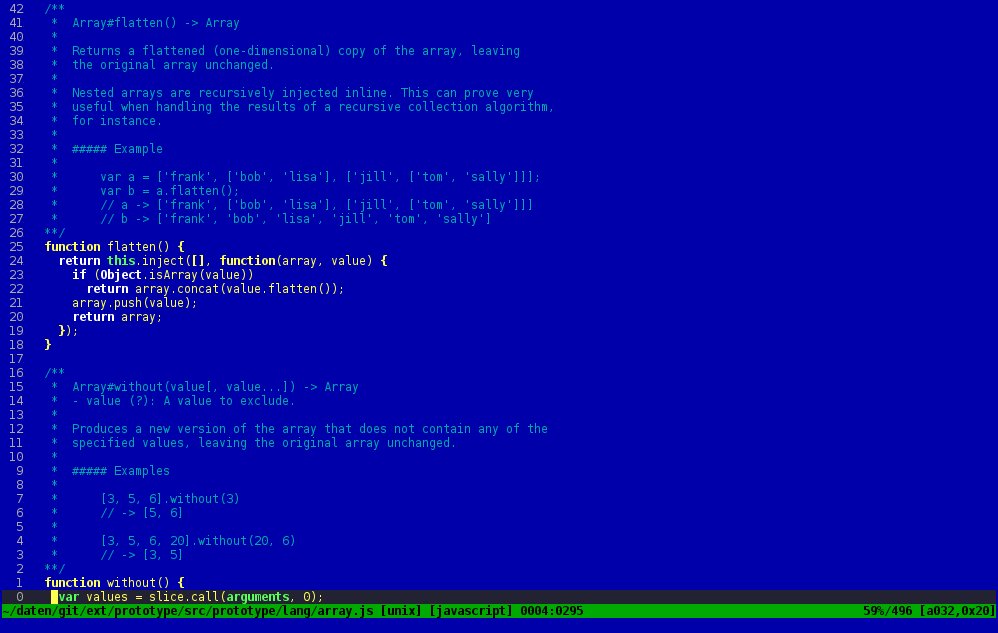 42   /**
41    *  Array#flatten() -> Array
40    *
39    *  Returns a flattened (one-dimensional) copy of the array, leaving
38    *  the original array unchanged.
37    *
36    *  Nested arrays are recursively injected inline. This can prove very
35    *  useful when handling the results of a recursive collection algorithm,
34    *  for instance.
33    *
32    *  ##### Example
31    *
30    *      var a = ['frank', ['bob', 'lisa'], ['jill', ['tom', 'sally']]];
29    *      var b = a.flatten();
28    *      // a -> ['frank', ['bob', 'lisa'], ['jill', ['tom', 'sally']]]
27    *      // b -> ['frank', 'bob', 'lisa', 'jill', 'tom', 'sally']
26   **/
25   function flatten() {
24     return this.inject([], function(array, value) {
23       if (Object.isArray(value))
22         return array.concat(value.flatten());
21       array.push(value);
20       return array;
19     });
18   }
17
16   /**
15    *  Array#without(value[, value...]) -> Array
14    *  - value (?): A value to exclude.
13    *
12    *  Produces a new version of the array that does not contain any of the
11    *  specified values, leaving the original array unchanged.
10    *
9    *  ##### Examples
8    *
7    *      [3, 5, 6].without(3)
6    *      // -> [5, 6]
5    *
4    *      [3, 5, 6, 20].without(20, 6)
3    *      // -> [3, 5]
2   **/
1   function without() {
0     var values = slice.call(arguments, 0);
~/daten/git/ext/prototype/src/prototype/lang/array.js [unix] [javascript] 0004:0295 59%/496 [a032,0x20]